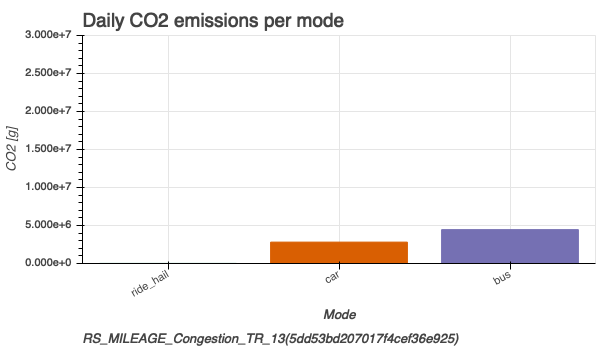 Daily CO2 emissions per mode
3.000e+7
2.500e+7
2.000e+7
1.500e+7
1.000e+7
5.000e+6
0.000e+0
CO2 [g]
ride_hail
car
bus
Mode
RS_MILEAGE_Congestion_TR_13(5dd53bd207017f4cef36e925)